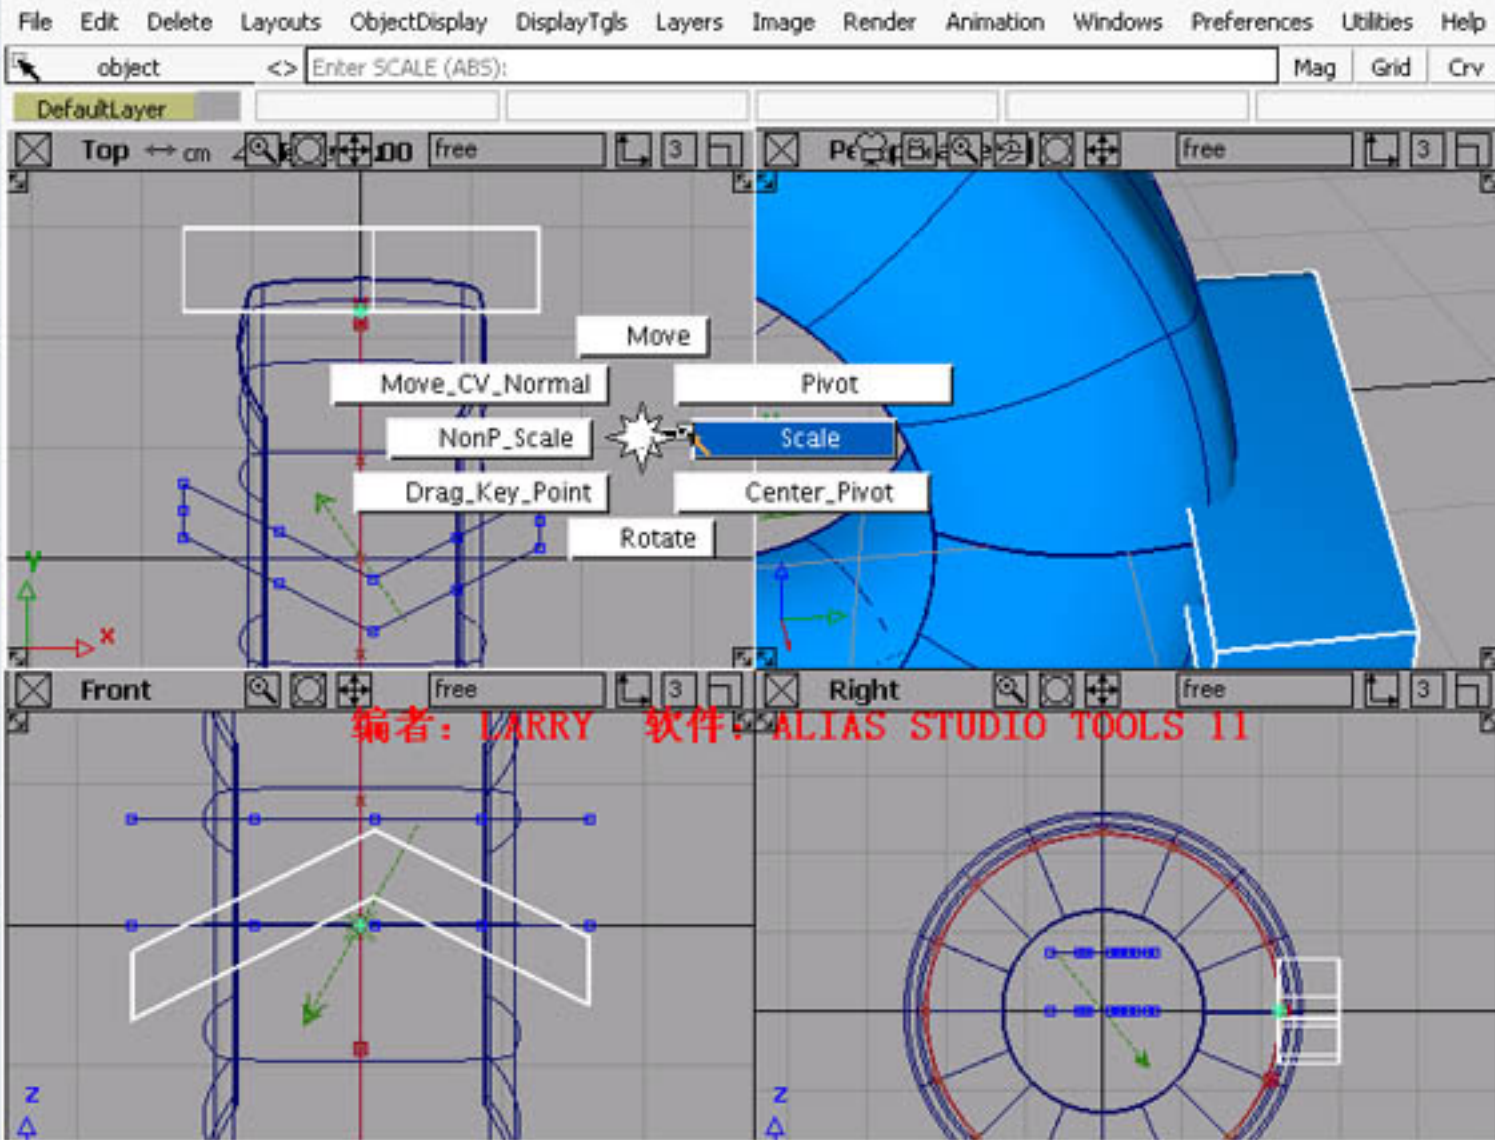 File Edit Delete Layouts ObjectDisplay DisplayTgls Layers Image Render Animation Windows Preferences Utilities Help
object <> Enter SCALE (ABS): Mag Grid Crv
DefaultLayer
Top cm 00 free 3
free 3
Move
Move_CV_Normal Pivot
NonP_Scale Scale
Drag_Key_Point Center_Pivot
Rotate
y
x
Front free 3
Right free 3
编者：LARRY 软件：ALIAS STUDIO TOOLS 11
z
z